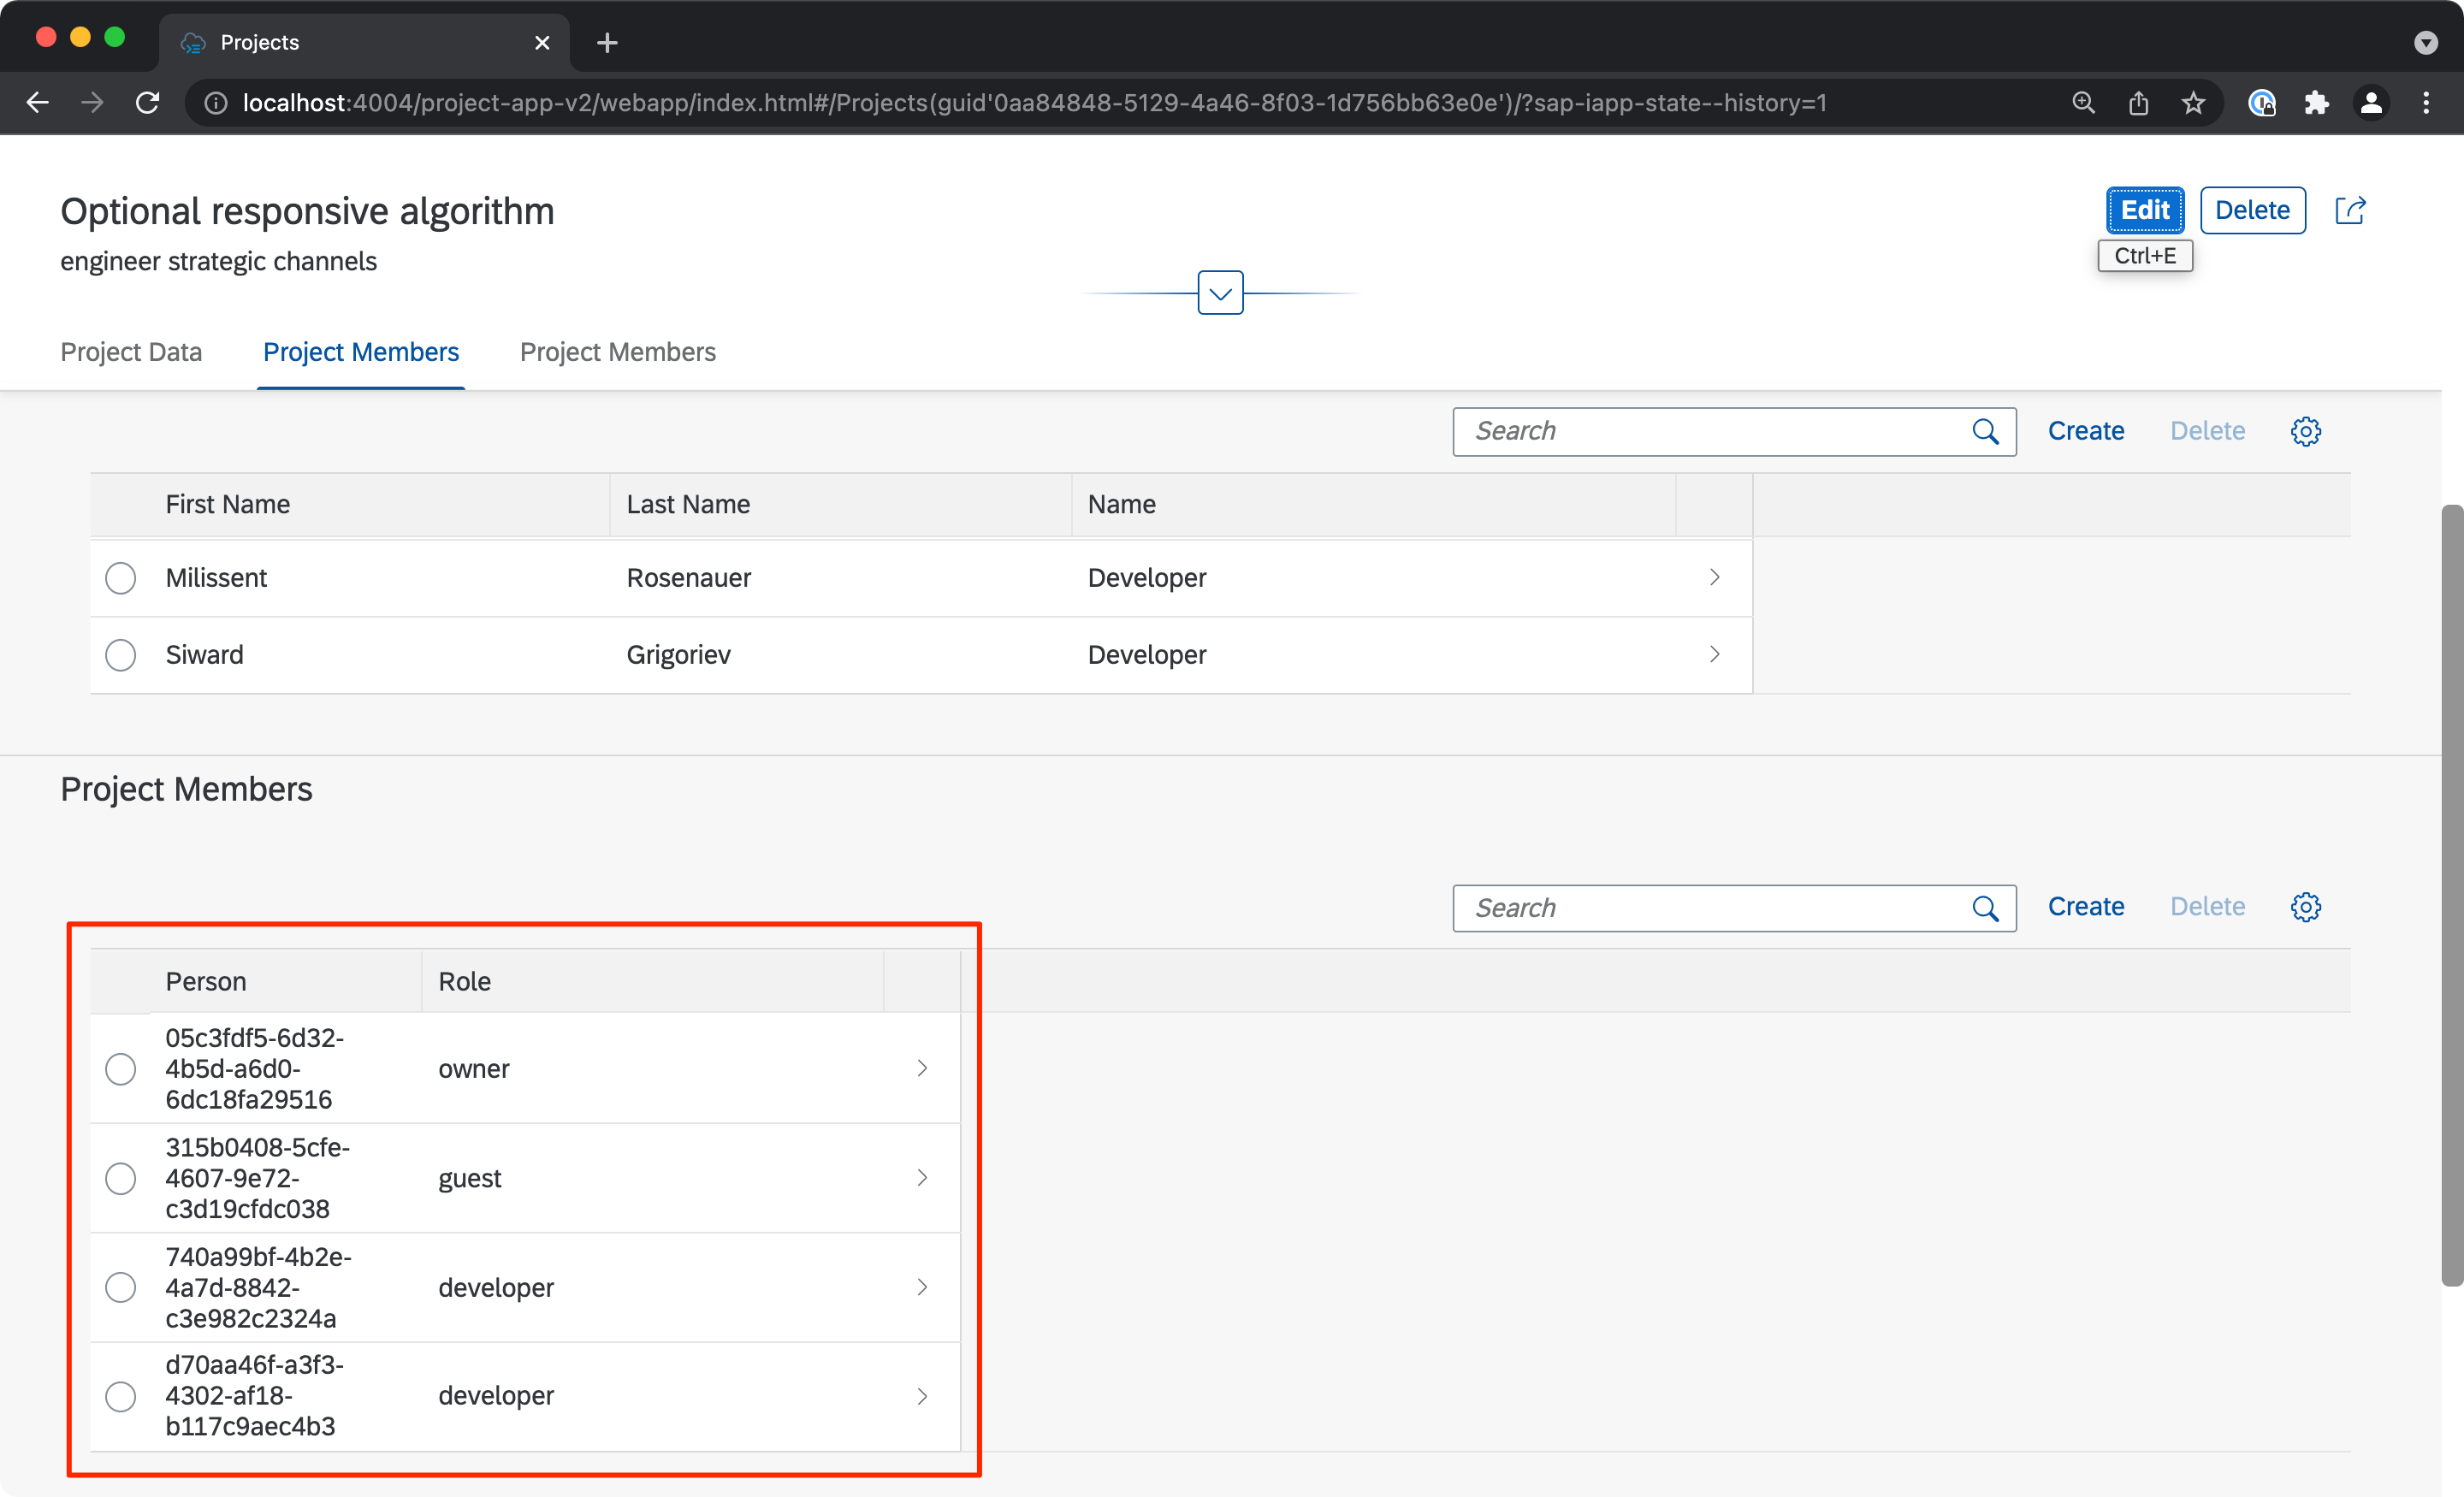 Projects
localhost:4004/project-app-v2/webapp/index.html#/Projects(guid'0aa84848-5129-4a46-8f03-1d756bb63e0e')/?sap-iapp-state--history=1
Optional responsive algorithm
Edit Delete
engineer strategic channels
Ctrl+E
Project Data Project Members Project Members
Search Create Delete
First Name Last Name Name
Milissent Rosenauer Developer
Siward Grigoriev Developer
Project Members
Search Create Delete
Person Role
05c3fdf5-6d32-
4b5d-a6d0- owner
6dc18fa29516
315b0408-5cfe-
4607-9e72- guest
c3d19cfdc038
740a99bf-4b2e-
4a7d-8842- developer
c3e982c2324a
d70aa46f-a3f3-
4302-af18- developer
b117c9aec4b3